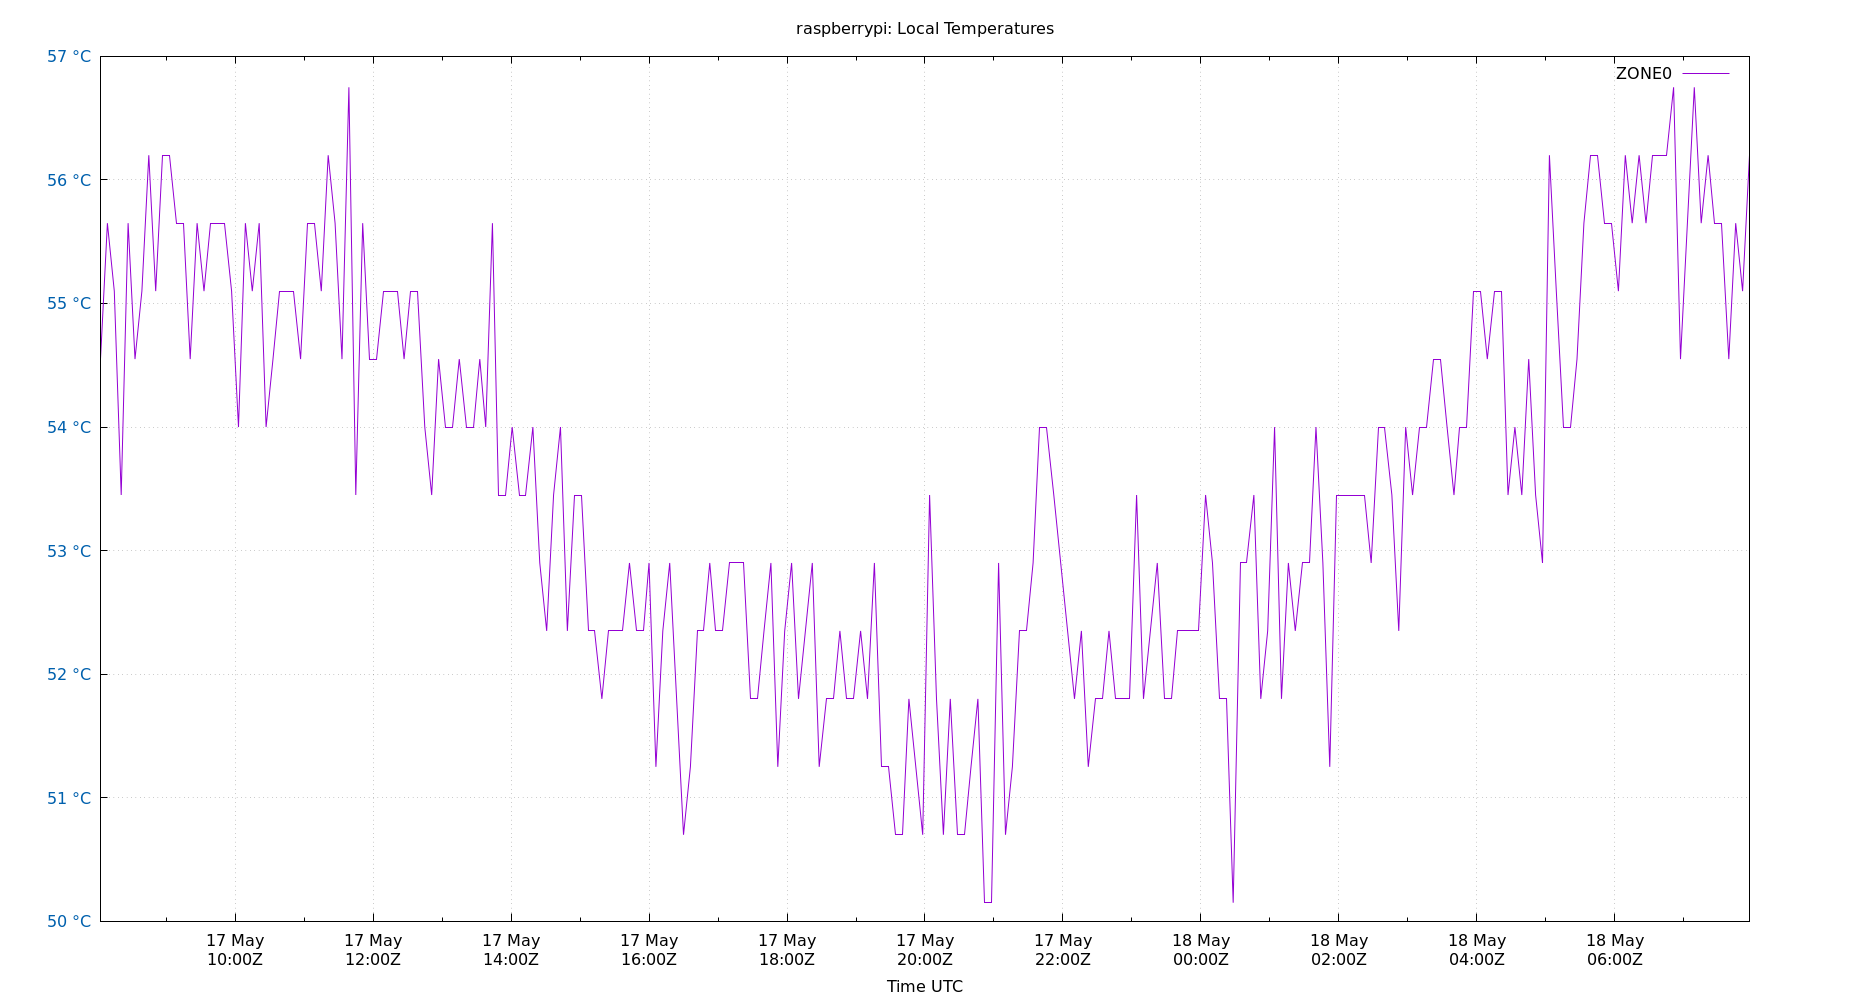 raspberrypi: Local Temperatures
57 °C
ZONE0
56 °C
55 °C
54 °C
53 °C
52 °C
51 °C
50 °C
17 May 17 May 17 May 17 May 17 May 17 May 17 May 18 May 18 May 18 May 18 May
10:00Z 12:00Z 14:00Z 16:00Z 18:00Z 20:00Z 22:00Z 00:00Z 02:00Z 04:00Z 06:00Z
Time UTC